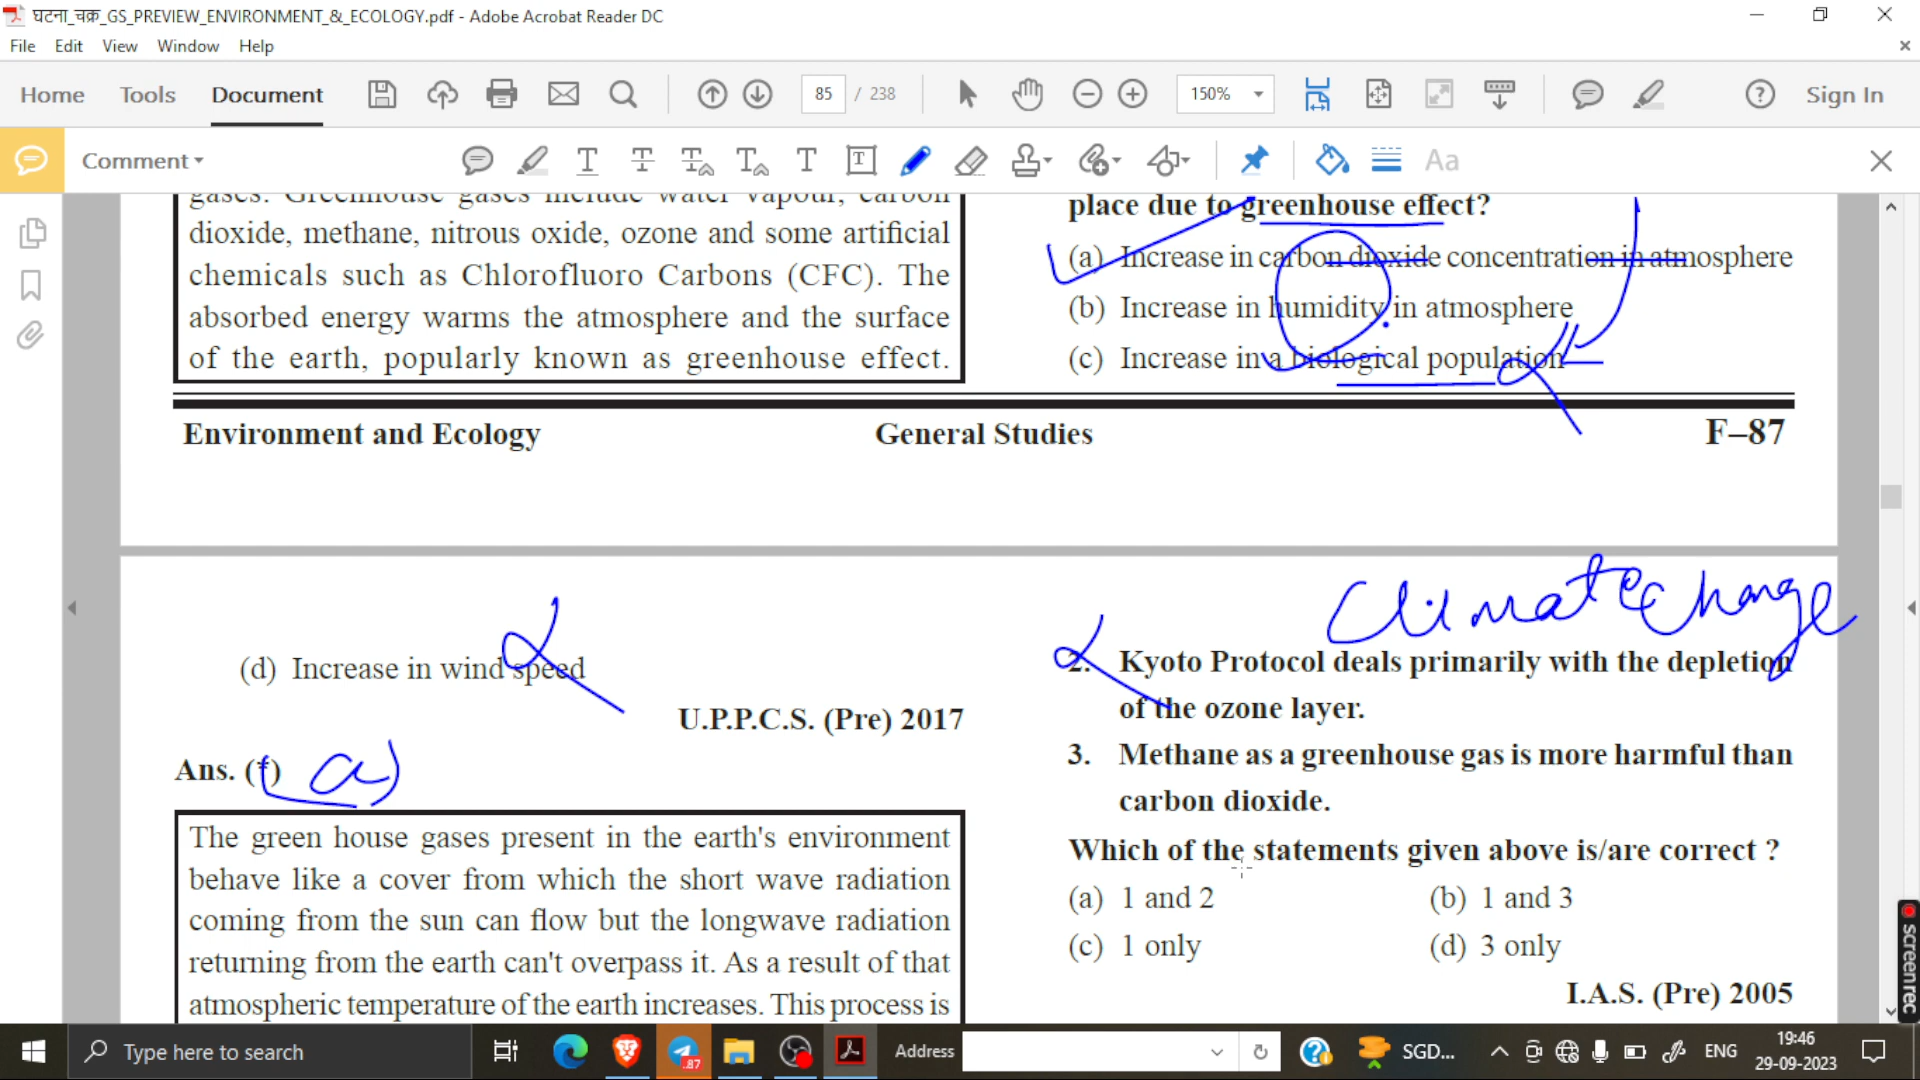 घटना_चक्र_GS_PREVIEW_ENVIRONMENT_&_ECOLOGY.pdf - Adobe Acrobat Reader DC
File Edit View Window Help
Home Tools Document 85 / 238 150% Sign In
Comment Aa
gases. Greenhouse gases include water vapour, carbon
dioxide, methane, nitrous oxide, ozone and some artificial
chemicals such as Chlorofluoro Carbons (CFC). The
absorbed energy warms the atmosphere and the surface
of the earth, popularly known as greenhouse effect.
place due to greenhouse effect?
(a) Increase in carbon dioxide concentration in atmosphere
(b) Increase in humidity in atmosphere
(c) Increase in a biological population
Environment and Ecology General Studies F–87
(d) Increase in wind speed
U.P.P.C.S. (Pre) 2017
Ans. (*) a)
The green house gases present in the earth's environment
behave like a cover from which the short wave radiation
coming from the sun can flow but the longwave radiation
returning from the earth can't overpass it. As a result of that
atmospheric temperature of the earth increases. This process is
Climate Change
2. Kyoto Protocol deals primarily with the depletion
of the ozone layer.
3. Methane as a greenhouse gas is more harmful than
carbon dioxide.
Which of the statements given above is/are correct ?
(a) 1 and 2 (b) 1 and 3
(c) 1 only (d) 3 only
I.A.S. (Pre) 2005
screenrec
Type here to search .87 Address SGD... ENG 19:46
29-09-2023